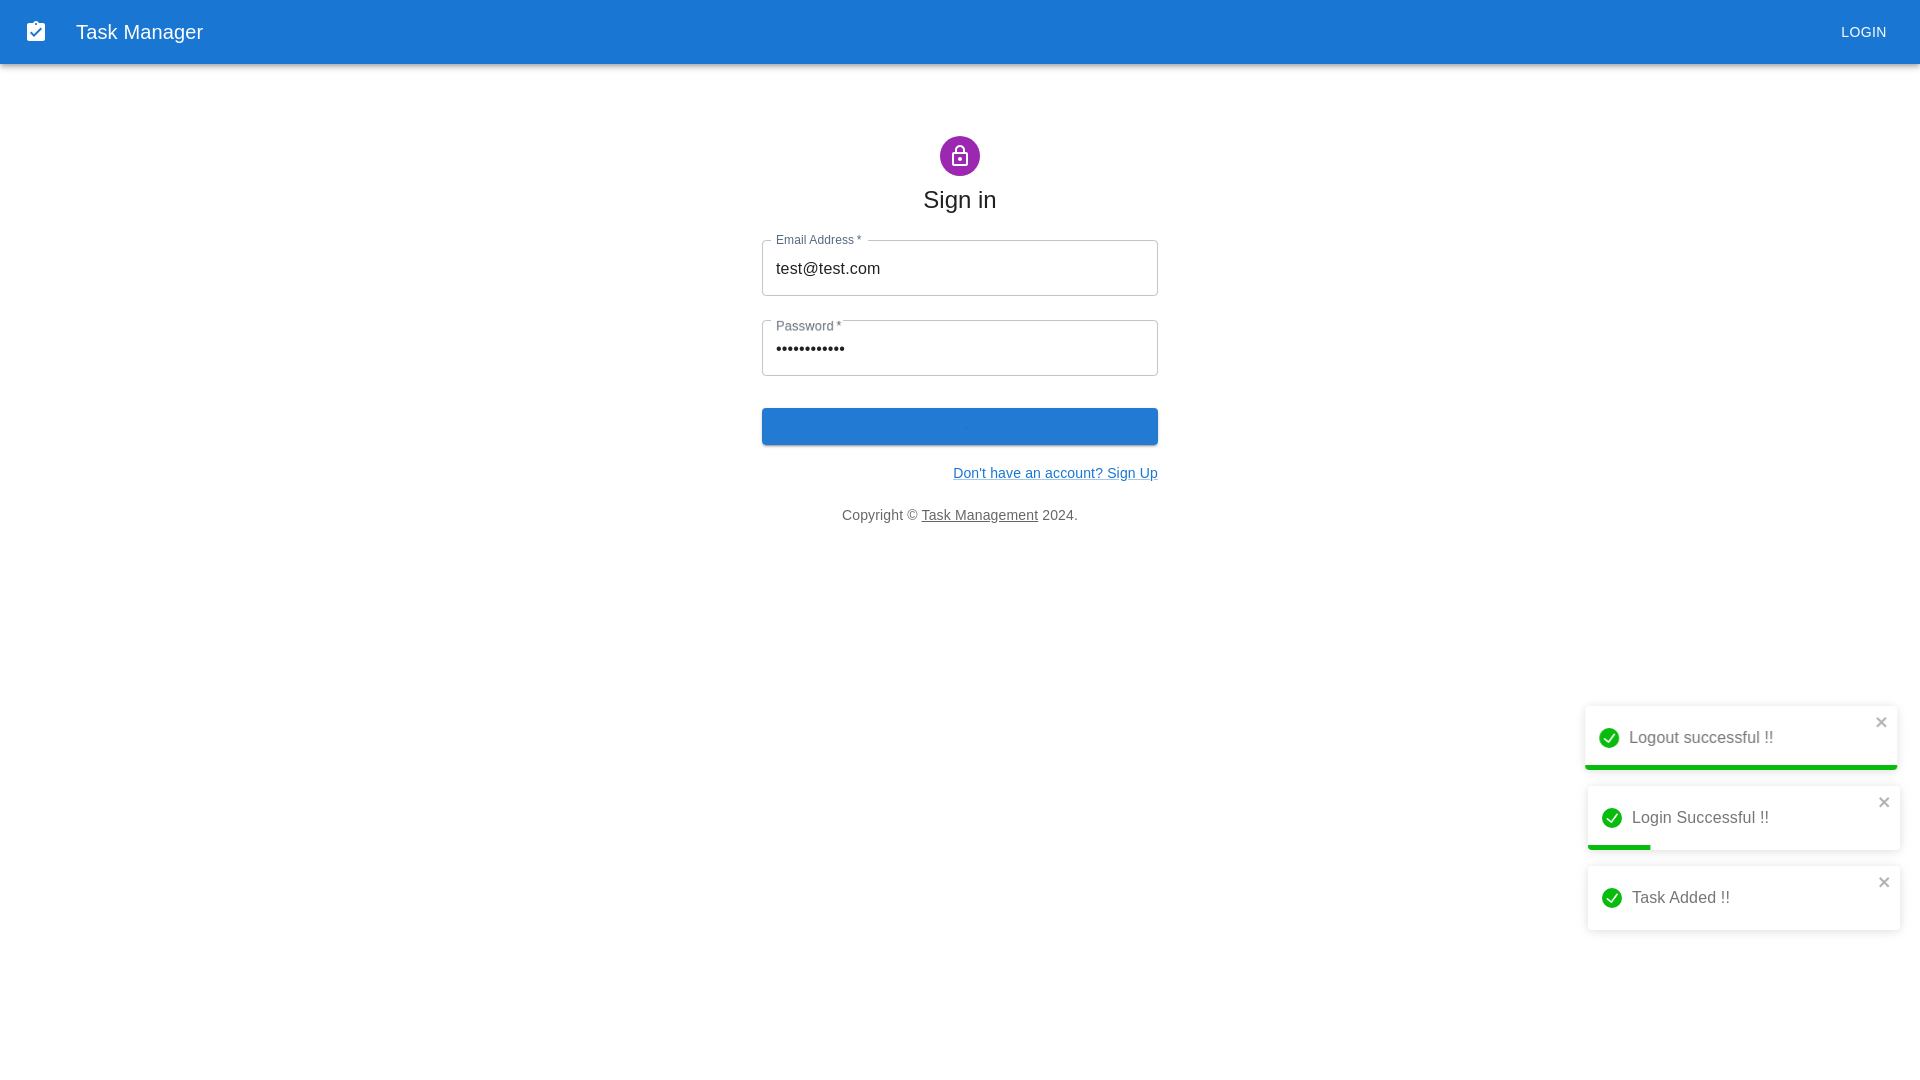 Task Manager
LOGIN
Sign in
Email Address *
test@test.com
Password *
••••••••••••
Don't have an account? Sign Up
Copyright © Task Management 2024.
Logout successful !!
Login Successful !!
Task Added !!